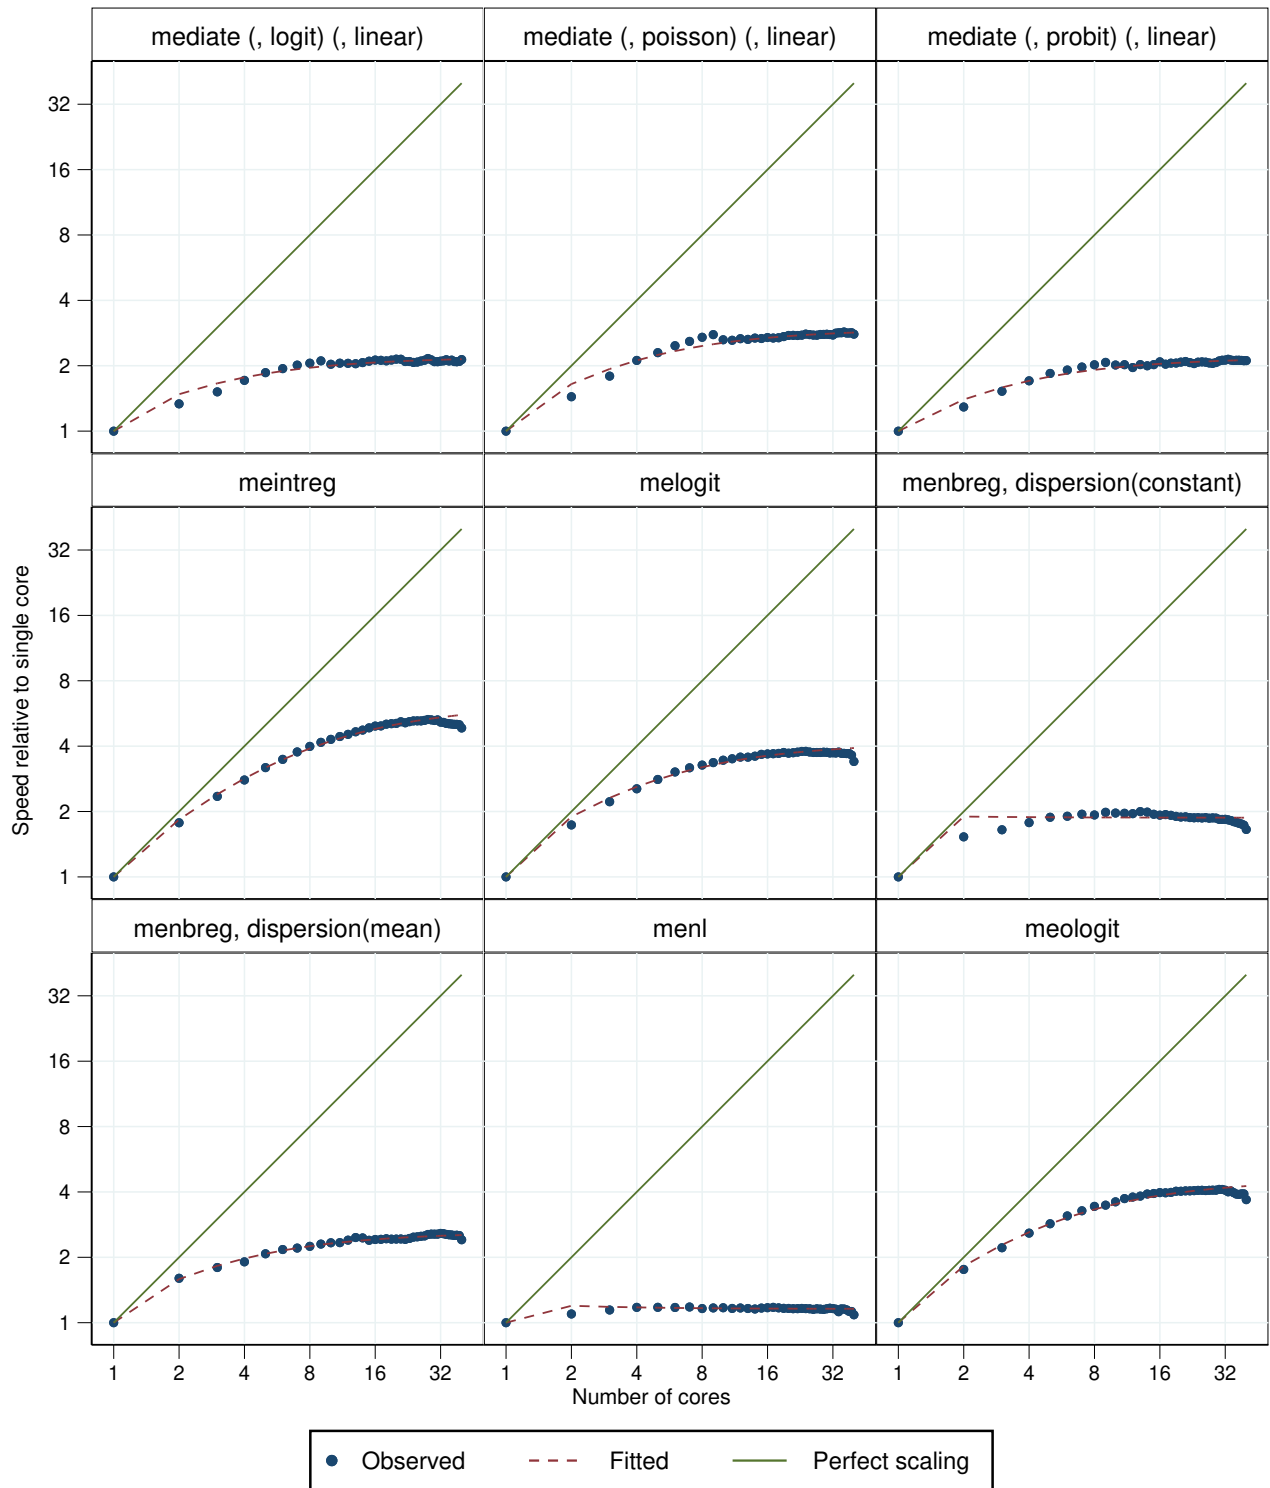 mediate (, logit) (, linear)
mediate (, poisson) (, linear)
mediate (, probit) (, linear)
32
16
8
4
2
1
meintreg
melogit
menbreg, dispersion(constant)
32
16
8
4
2
1
menbreg, dispersion(mean)
menl
meologit
32
16
8
4
2
1
Speed relative to single core
1 2 4 8 16 32
1 2 4 8 16 32
1 2 4 8 16 32
Number of cores
Observed
Fitted
Perfect scaling